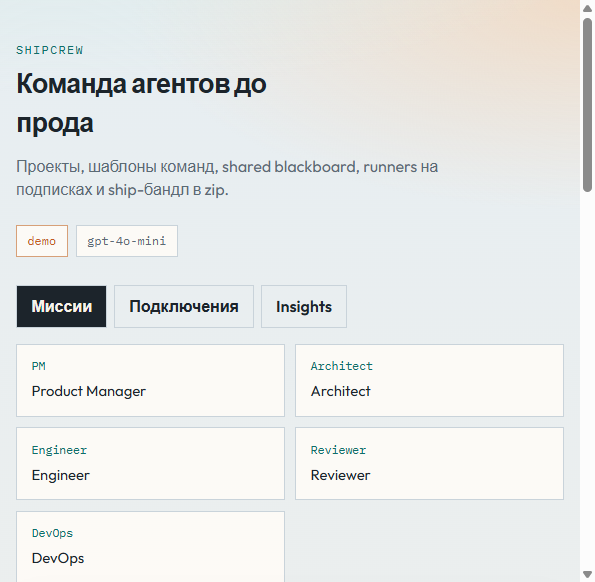 SHIPCREW
Команда агентов до
прода
Проекты, шаблоны команд, shared blackboard, runners на
подписках и ship-бандл в zip.
demo
gpt-4o-mini
Миссии
Подключения
Insights
PM
Product Manager
Architect
Architect
Engineer
Engineer
Reviewer
Reviewer
DevOps
DevOps